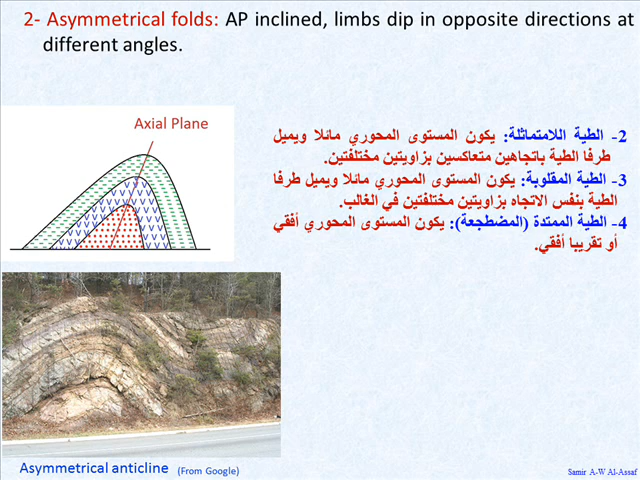 2- Asymmetrical folds: AP inclined, limbs dip in opposite directions at
different angles.
Axial Plane
2- الطية اللامتماثلة: يكون المستوى المحوري مائلا ويميل
طرفا الطية باتجاهين متعاكسين بزاويتين مختلفتين.
3- الطية المقلوبة: يكون المستوى المحوري مائلا ويميل طرفا
الطية بنفس الاتجاه بزاويتين مختلفتين في الغالب.
4- الطية الممتدة (المضطجعة): يكون المستوى المحوري أفقي
أو تقريبا أفقي.
Asymmetrical anticline (From Google)
Samir A-W Al-Assaf